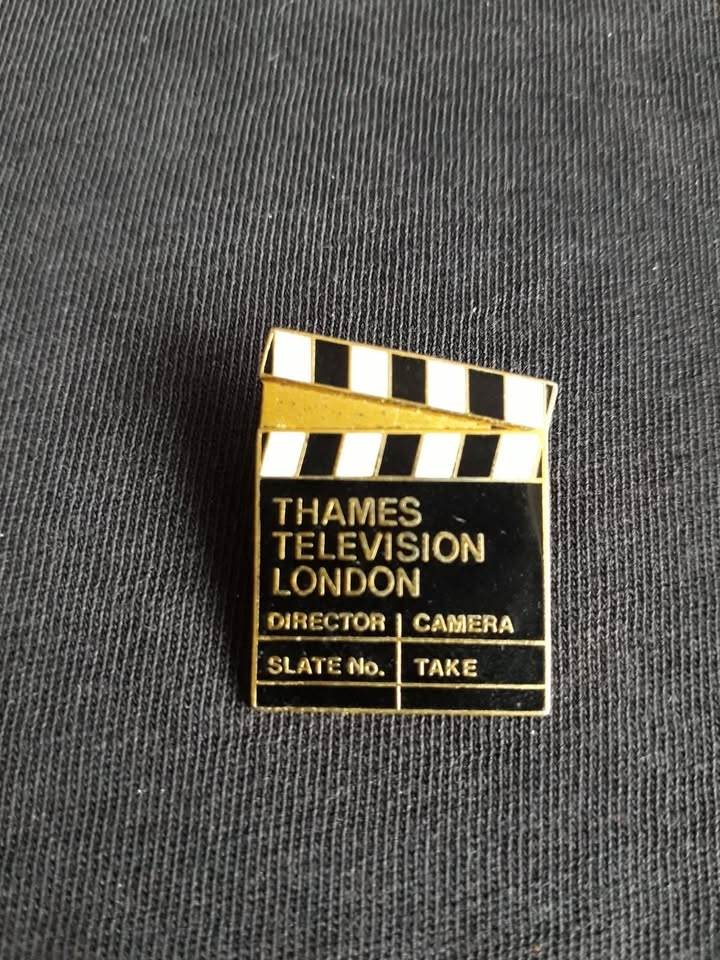 THAMES
TELEVISION
LONDON
DIRECTOR CAMERA
SLATE No. TAKE